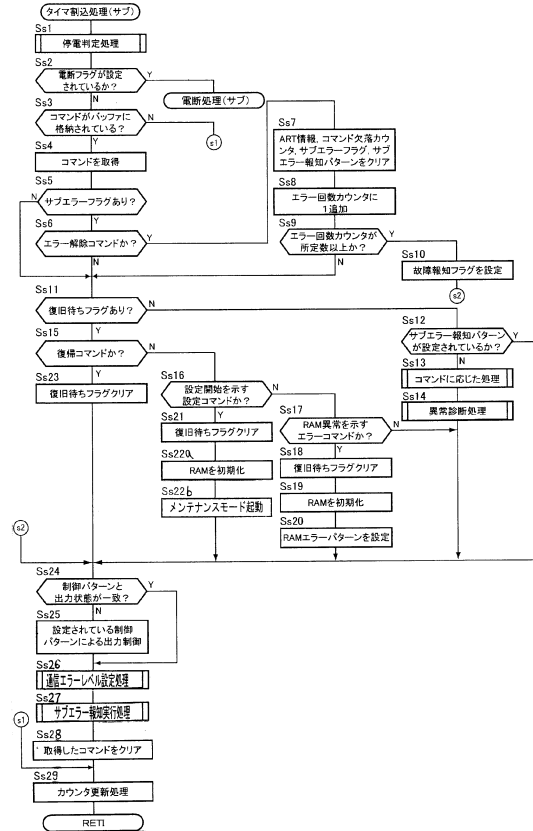 タイマ割込処理(サブ)
Ss1
停電判定処理
Ss2
電断フラグが設定
されているか?
Y
N
電断処理(サブ)
Ss3
コマンドがバッファに
格納されている?
N
Y
s1
Ss4
コマンドを取得
Ss5
N
サブエラーフラグあり?
Y
Ss6
エラー解除コマンドか?
Y
N
Ss7
ART情報、コマンド欠落カウ
ンタ、サブエラーフラグ、サブ
エラー報知パターンをクリア
Ss8
エラー回数カウンタに
1追加
Ss9
エラー回数カウンタが
所定数以上か?
Y
N
Ss10
故障報知フラグを設定
s2
Ss11
復旧待ちフラグあり?
N
Y
Ss12
サブエラー報知パターン
が設定されているか?
Y
N
Ss13
コマンドに応じた処理
Ss14
異常診断処理
Ss15
復帰コマンドか?
N
Y
Ss23
復旧待ちフラグクリア
Ss16
設定開始を示す
設定コマンドか?
N
Y
Ss21
復旧待ちフラグクリア
Ss22a
RAMを初期化
Ss22b
メンテナンスモード起動
Ss17
RAM異常を示す
エラーコマンドか?
N
Y
Ss18
復旧待ちフラグクリア
Ss19
RAMを初期化
Ss20
RAMエラーパターンを設定
s2
Ss24
制御パターンと
出力状態が一致?
Y
N
Ss25
設定されている制御
パターンによる出力制御
Ss26
通信エラーレベル設定処理
Ss27
サブエラー報知実行処理
s1
Ss28
取得したコマンドをクリア
Ss29
カウンタ更新処理
RETI